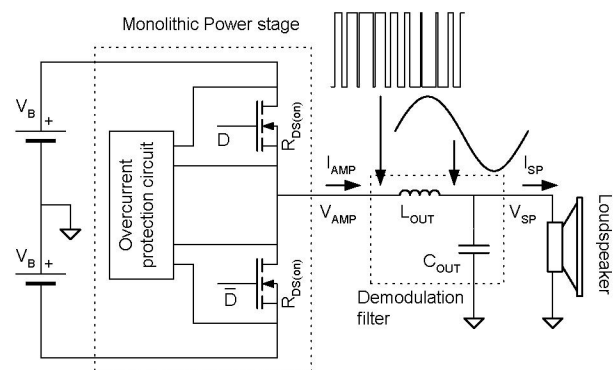 Monolithic Power stage
V_B
+
Overcurrent
protection circuit
D
R_DS(on)
I_AMP
V_AMP
L_OUT
I_SP
V_SP
Loudspeaker
V_B
+
D̅
R_DS(on)
C_OUT
Demodulation
filter